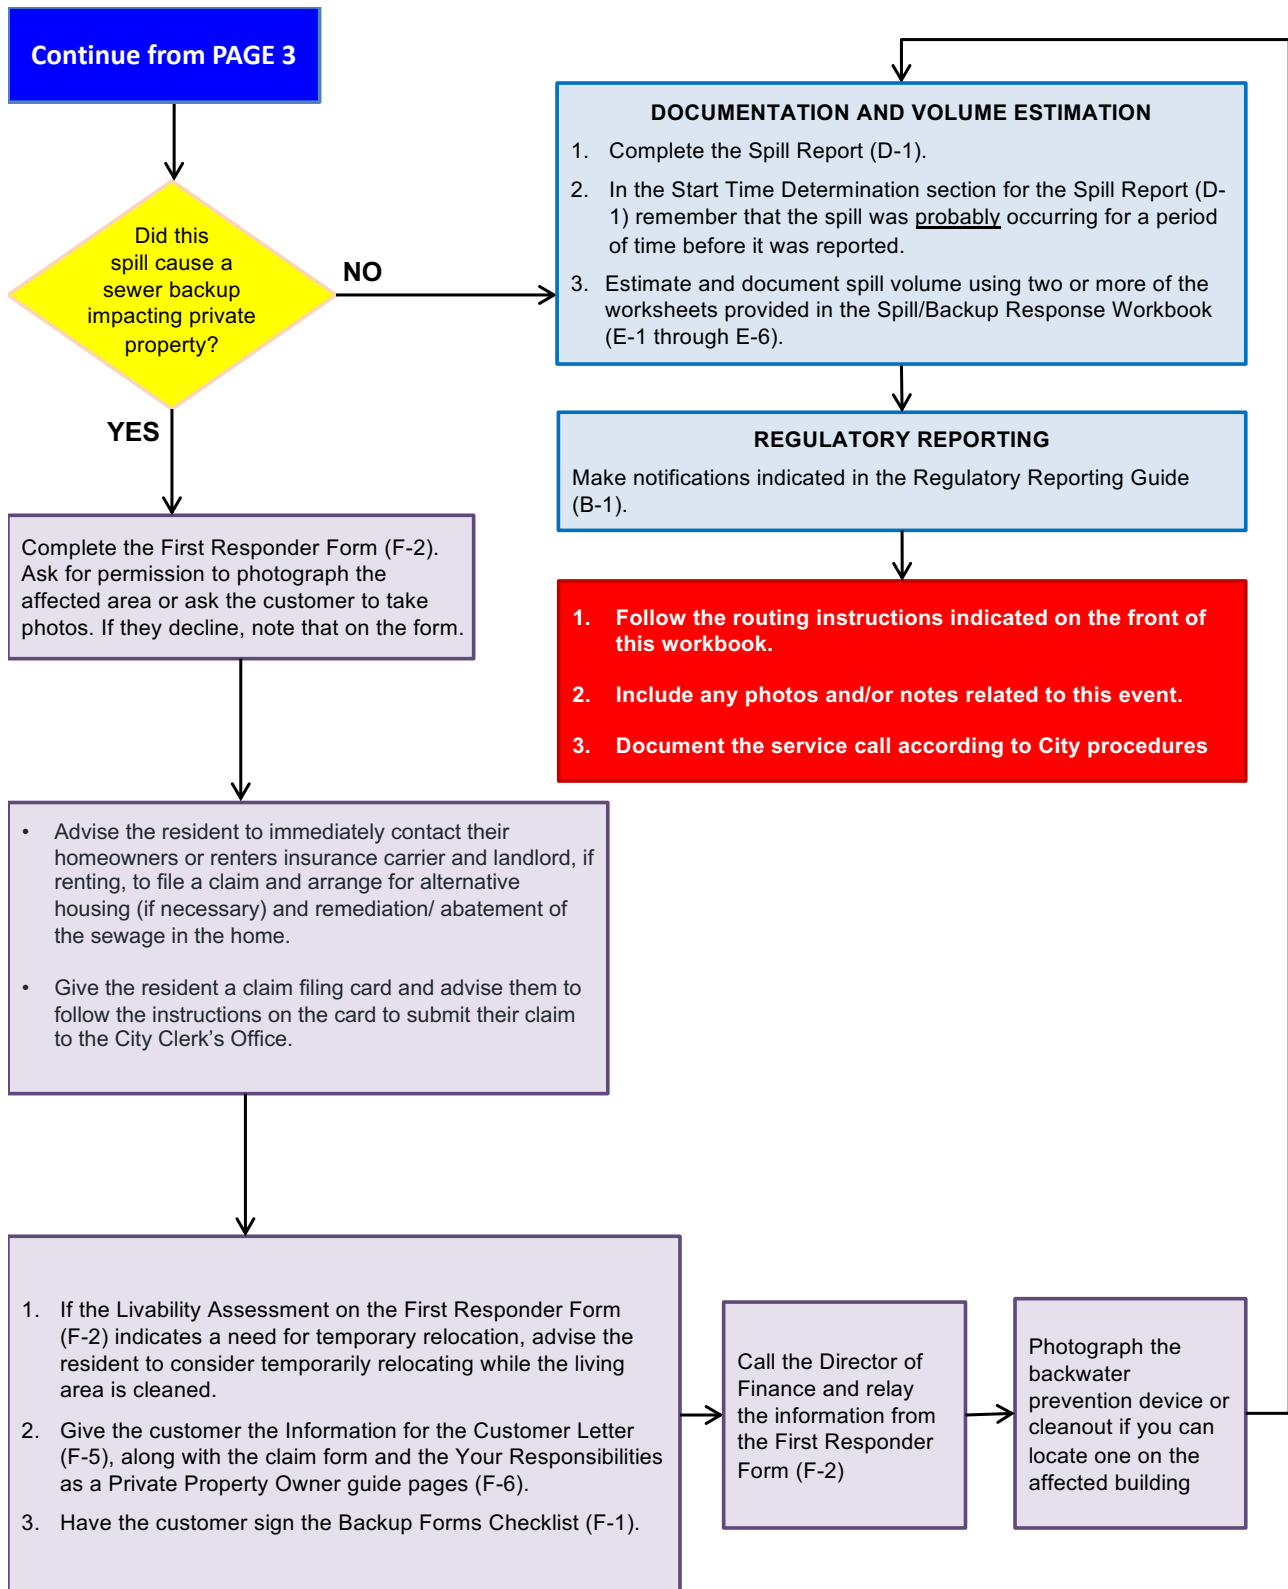 Continue from PAGE 3
Did this
spill cause a
sewer backup
impacting private
property?
NO
YES
DOCUMENTATION AND VOLUME ESTIMATION
1. Complete the Spill Report (D-1).
2. In the Start Time Determination section for the Spill Report (D-
1) remember that the spill was probably occurring for a period
of time before it was reported.
3. Estimate and document spill volume using two or more of the
worksheets provided in the Spill/Backup Response Workbook
(E-1 through E-6).
REGULATORY REPORTING
Make notifications indicated in the Regulatory Reporting Guide
(B-1).
1. Follow the routing instructions indicated on the front of
this workbook.
2. Include any photos and/or notes related to this event.
3. Document the service call according to City procedures
Complete the First Responder Form (F-2).
Ask for permission to photograph the
affected area or ask the customer to take
photos. If they decline, note that on the form.
• Advise the resident to immediately contact their
homeowners or renters insurance carrier and landlord, if
renting, to file a claim and arrange for alternative
housing (if necessary) and remediation/ abatement of
the sewage in the home.
• Give the resident a claim filing card and advise them to
follow the instructions on the card to submit their claim
to the City Clerk’s Office.
1. If the Livability Assessment on the First Responder Form
(F-2) indicates a need for temporary relocation, advise the
resident to consider temporarily relocating while the living
area is cleaned.
2. Give the customer the Information for the Customer Letter
(F-5), along with the claim form and the Your Responsibilities
as a Private Property Owner guide pages (F-6).
3. Have the customer sign the Backup Forms Checklist (F-1).
Call the Director of
Finance and relay
the information from
the First Responder
Form (F-2)
Photograph the
backwater
prevention device or
cleanout if you can
locate one on the
affected building